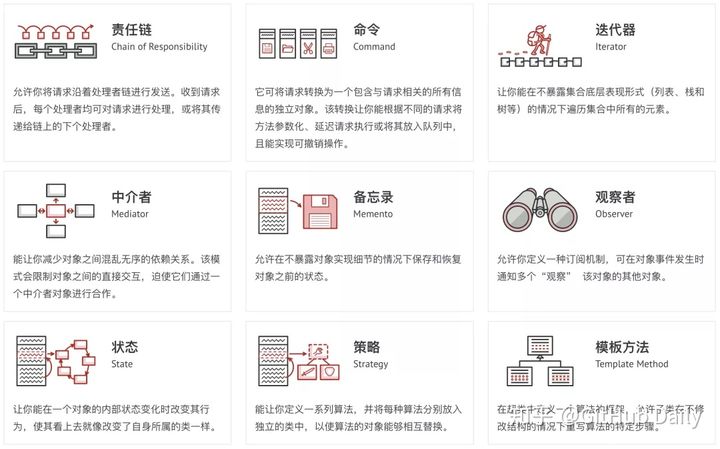 责任链
Chain of Responsibility
允许你将请求沿着处理者链进行发送。收到请求
后，每个处理者均可对请求进行处理，或将其传
递给链上的下个处理者。
命令
Command
它可将请求转换为一个包含与请求相关的所有信
息的独立对象。该转换让你能根据不同的请求将
方法参数化、延迟请求执行或将其放入队列中，
且能实现可撤销操作。
迭代器
Iterator
让你能在不暴露集合底层表现形式（列表、栈和
树等）的情况下遍历集合中所有的元素。
中介者
Mediator
能让你减少对象之间混乱无序的依赖关系。该模
式会限制对象之间的直接交互，迫使它们通过一
个中介者对象进行合作。
备忘录
Memento
允许在不暴露对象实现细节的情况下保存和恢复
对象之前的状态。
观察者
Observer
允许你定义一种订阅机制，可在对象事件发生时
通知多个“观察” 该对象的其他对象。
状态
State
让你能在一个对象的内部状态变化时改变其行
为，使其看上去就像改变了自身所属的类一样。
策略
Strategy
能让你定义一系列算法，并将每种算法分别放入
独立的类中，以使算法的对象能够相互替换。
模板方法
Template Method
在超类中定义一个算法的框架，允许子类在不修
改结构的情况下重写算法的特定步骤。
知乎 @GitHubDaily